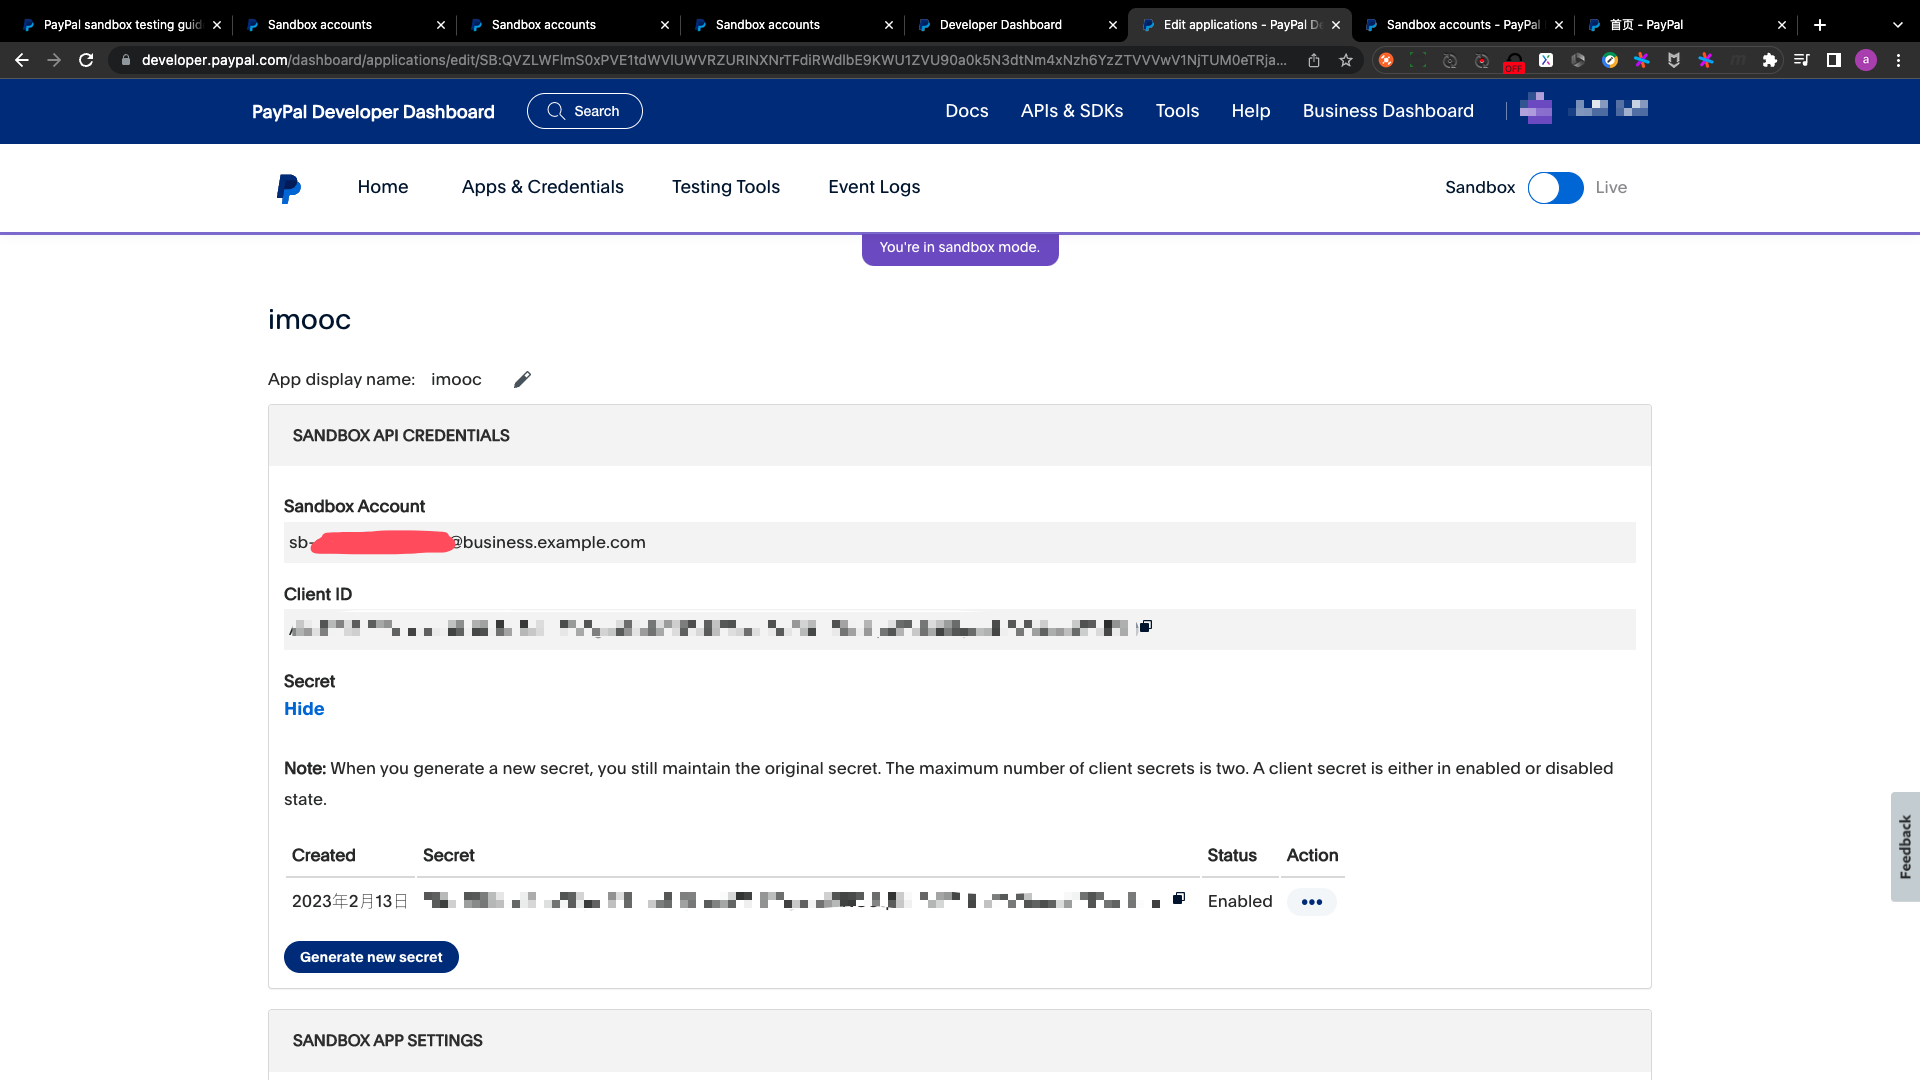 PayPal sandbox testing guid
Sandbox accounts
Sandbox accounts
Sandbox accounts
Developer Dashboard
Edit applications - PayPal De
Sandbox accounts - PayPal
首页 - PayPal
developer.paypal.com/dashboard/applications/edit/SB:
OFF
a
PayPal Developer Dashboard
Search
Docs
APIs & SDKs
Tools
Help
Business Dashboard
Home
Apps & Credentials
Testing Tools
Event Logs
Sandbox
Live
You're in sandbox mode.
imooc
App display name: imooc
SANDBOX API CREDENTIALS
Sandbox Account
sb-
@business.example.com
Client ID
Secret
Hide
Note: When you generate a new secret, you still maintain the original secret. The maximum number of client secrets is two. A client secret is either in enabled or disabled
state.
Created
Secret
Status
Action
2023年2月13日
Enabled
Generate new secret
Feedback
SANDBOX APP SETTINGS